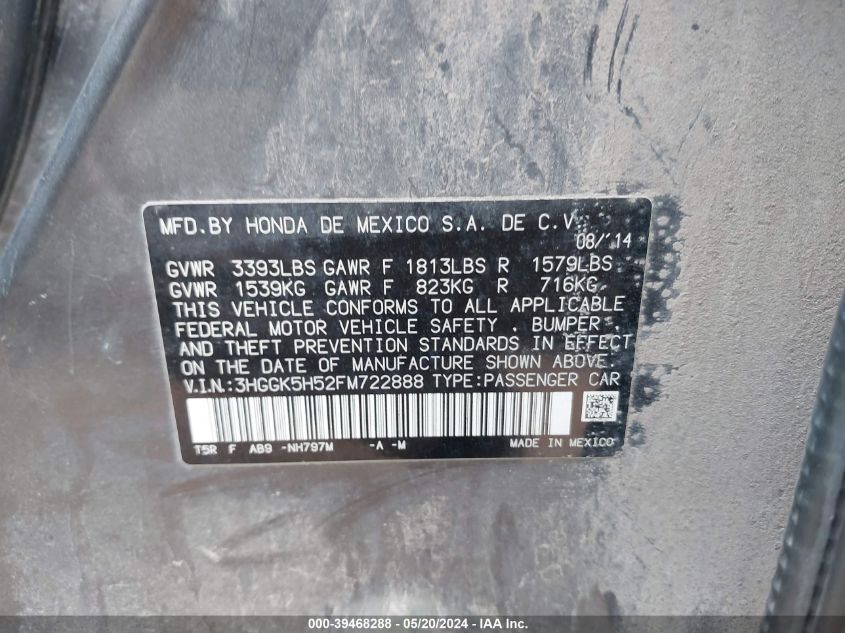 MFD.BY HONDA DE MEXICO S.A. DE C.V.
08/'14
GVWR 3393LBS GAWR F 1813LBS R 1579LBS
GVWR 1539KG GAWR F 823KG R 716KG
THIS VEHICLE CONFORMS TO ALL APPLICABLE
FEDERAL MOTOR VEHICLE SAFETY , BUMPER ,
AND THEFT PREVENTION STANDARDS IN EFFECT
ON THE DATE OF MANUFACTURE SHOWN ABOVE.
V.I.N.:3HGGK5H52FM722888 TYPE:PASSENGER CAR
T5R F AB9 -NH797M -A -M MADE IN MEXICO
000-39468288 - 05/20/2024 - IAA Inc.